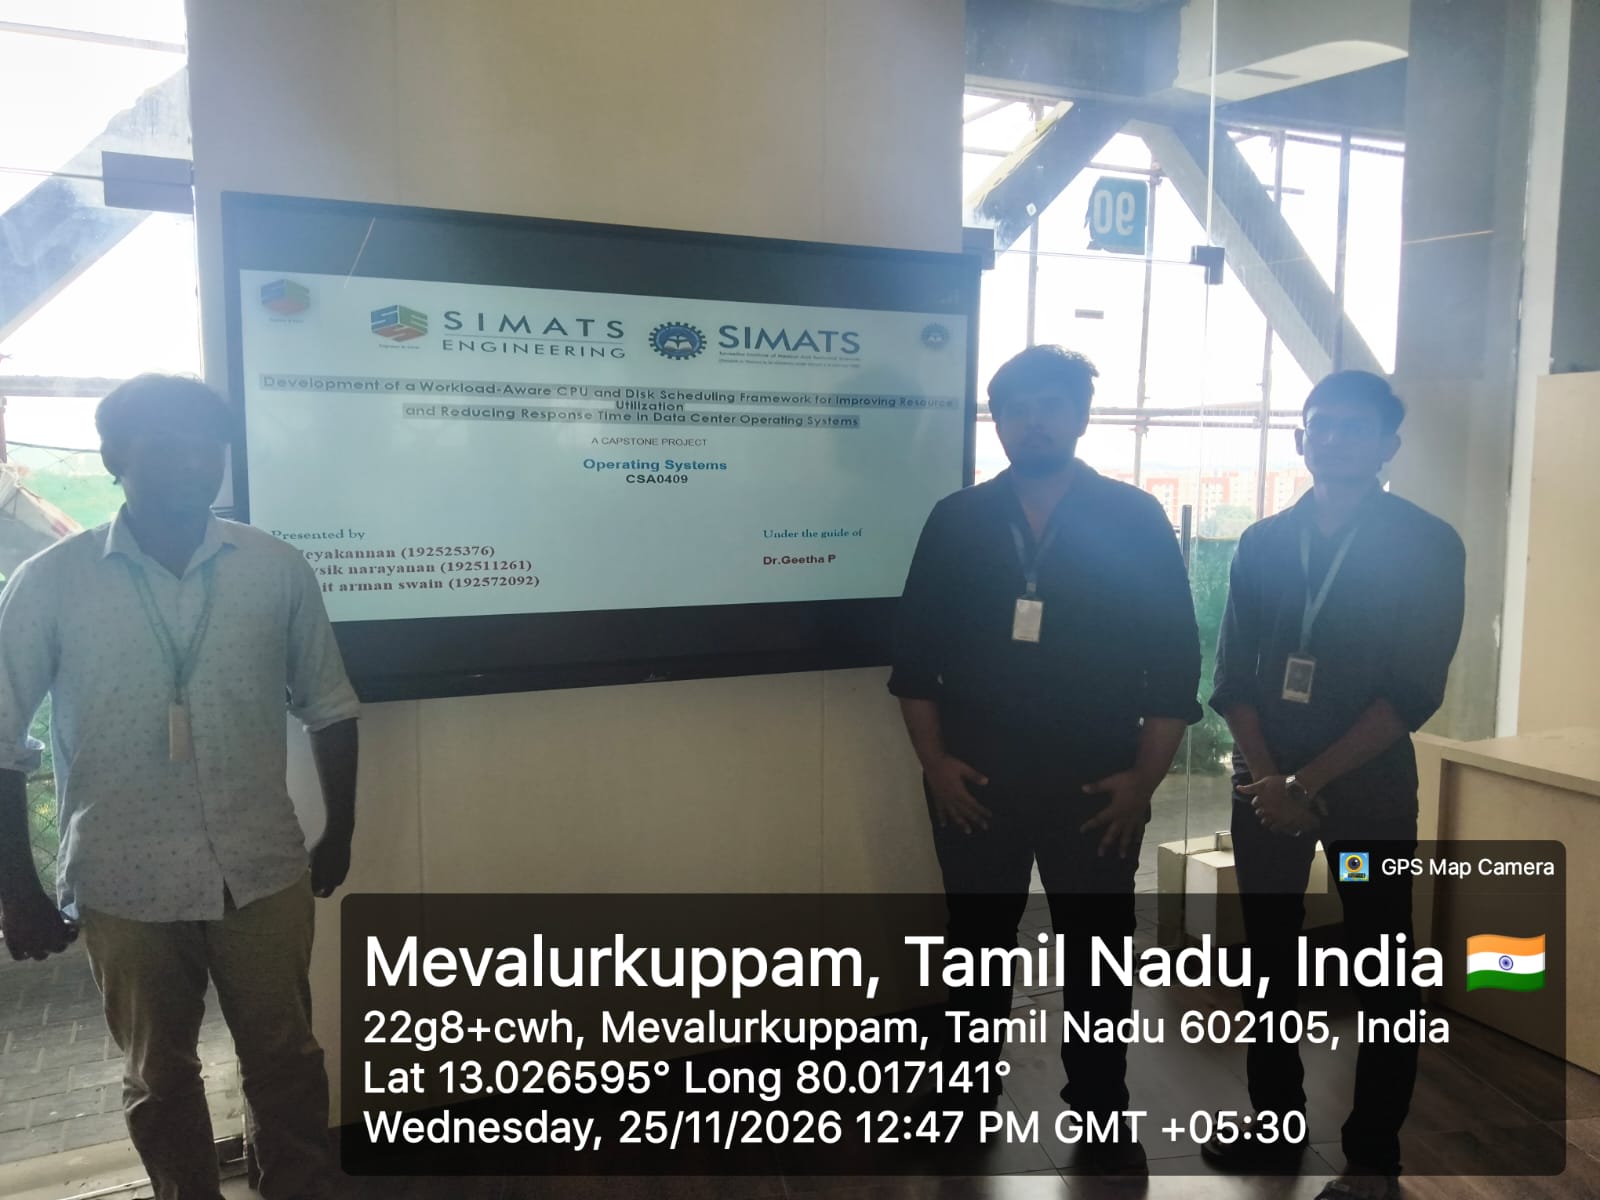 SIMATS
ENGINEERING
SIMATS
Development of a Workload-Aware CPU and Disk Scheduling Framework for Improving Resource
Utilization
and Reducing Response Time in Data Center Operating Systems
A CAPSTONE PROJECT
Operating Systems
CSA0409
Presented by
eyakannan (192525376)
ysik narayanan (192511261)
it arman swain (192572092)
Under the guide of
Dr.Geetha P
GPS Map Camera
Mevalurkuppam, Tamil Nadu, India
22g8+cwh, Mevalurkuppam, Tamil Nadu 602105, India
Lat 13.026595° Long 80.017141°
Wednesday, 25/11/2026 12:47 PM GMT +05:30